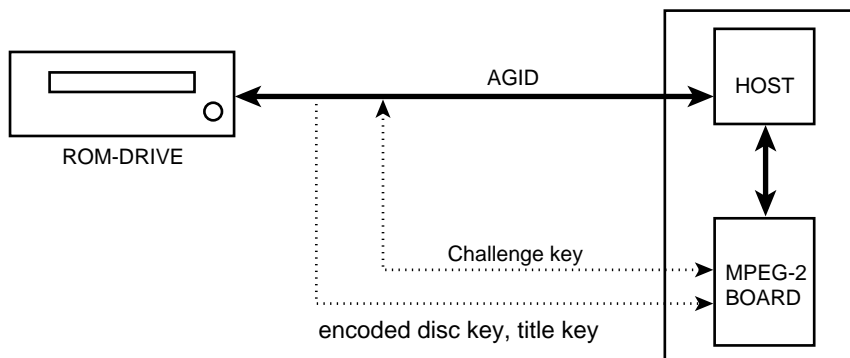 AGID
HOST
ROM-DRIVE
Challenge key
MPEG-2
BOARD
encoded disc key, title key